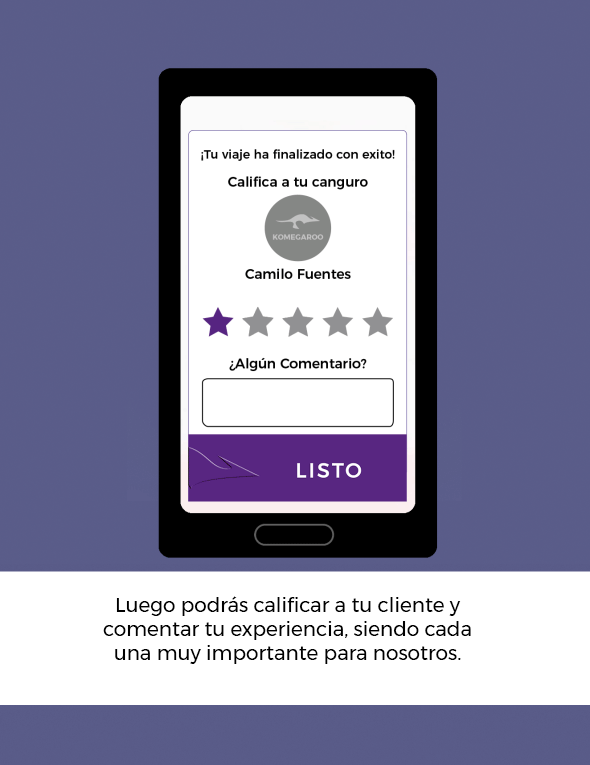 ¡Tu viaje ha finalizado con exito!
Califica a tu canguro
KOMEGAROO
Camilo Fuentes
¿Algún Comentario?
LISTO
Luego podrás calificar a tu cliente y
comentar tu experiencia, siendo cada
una muy importante para nosotros.